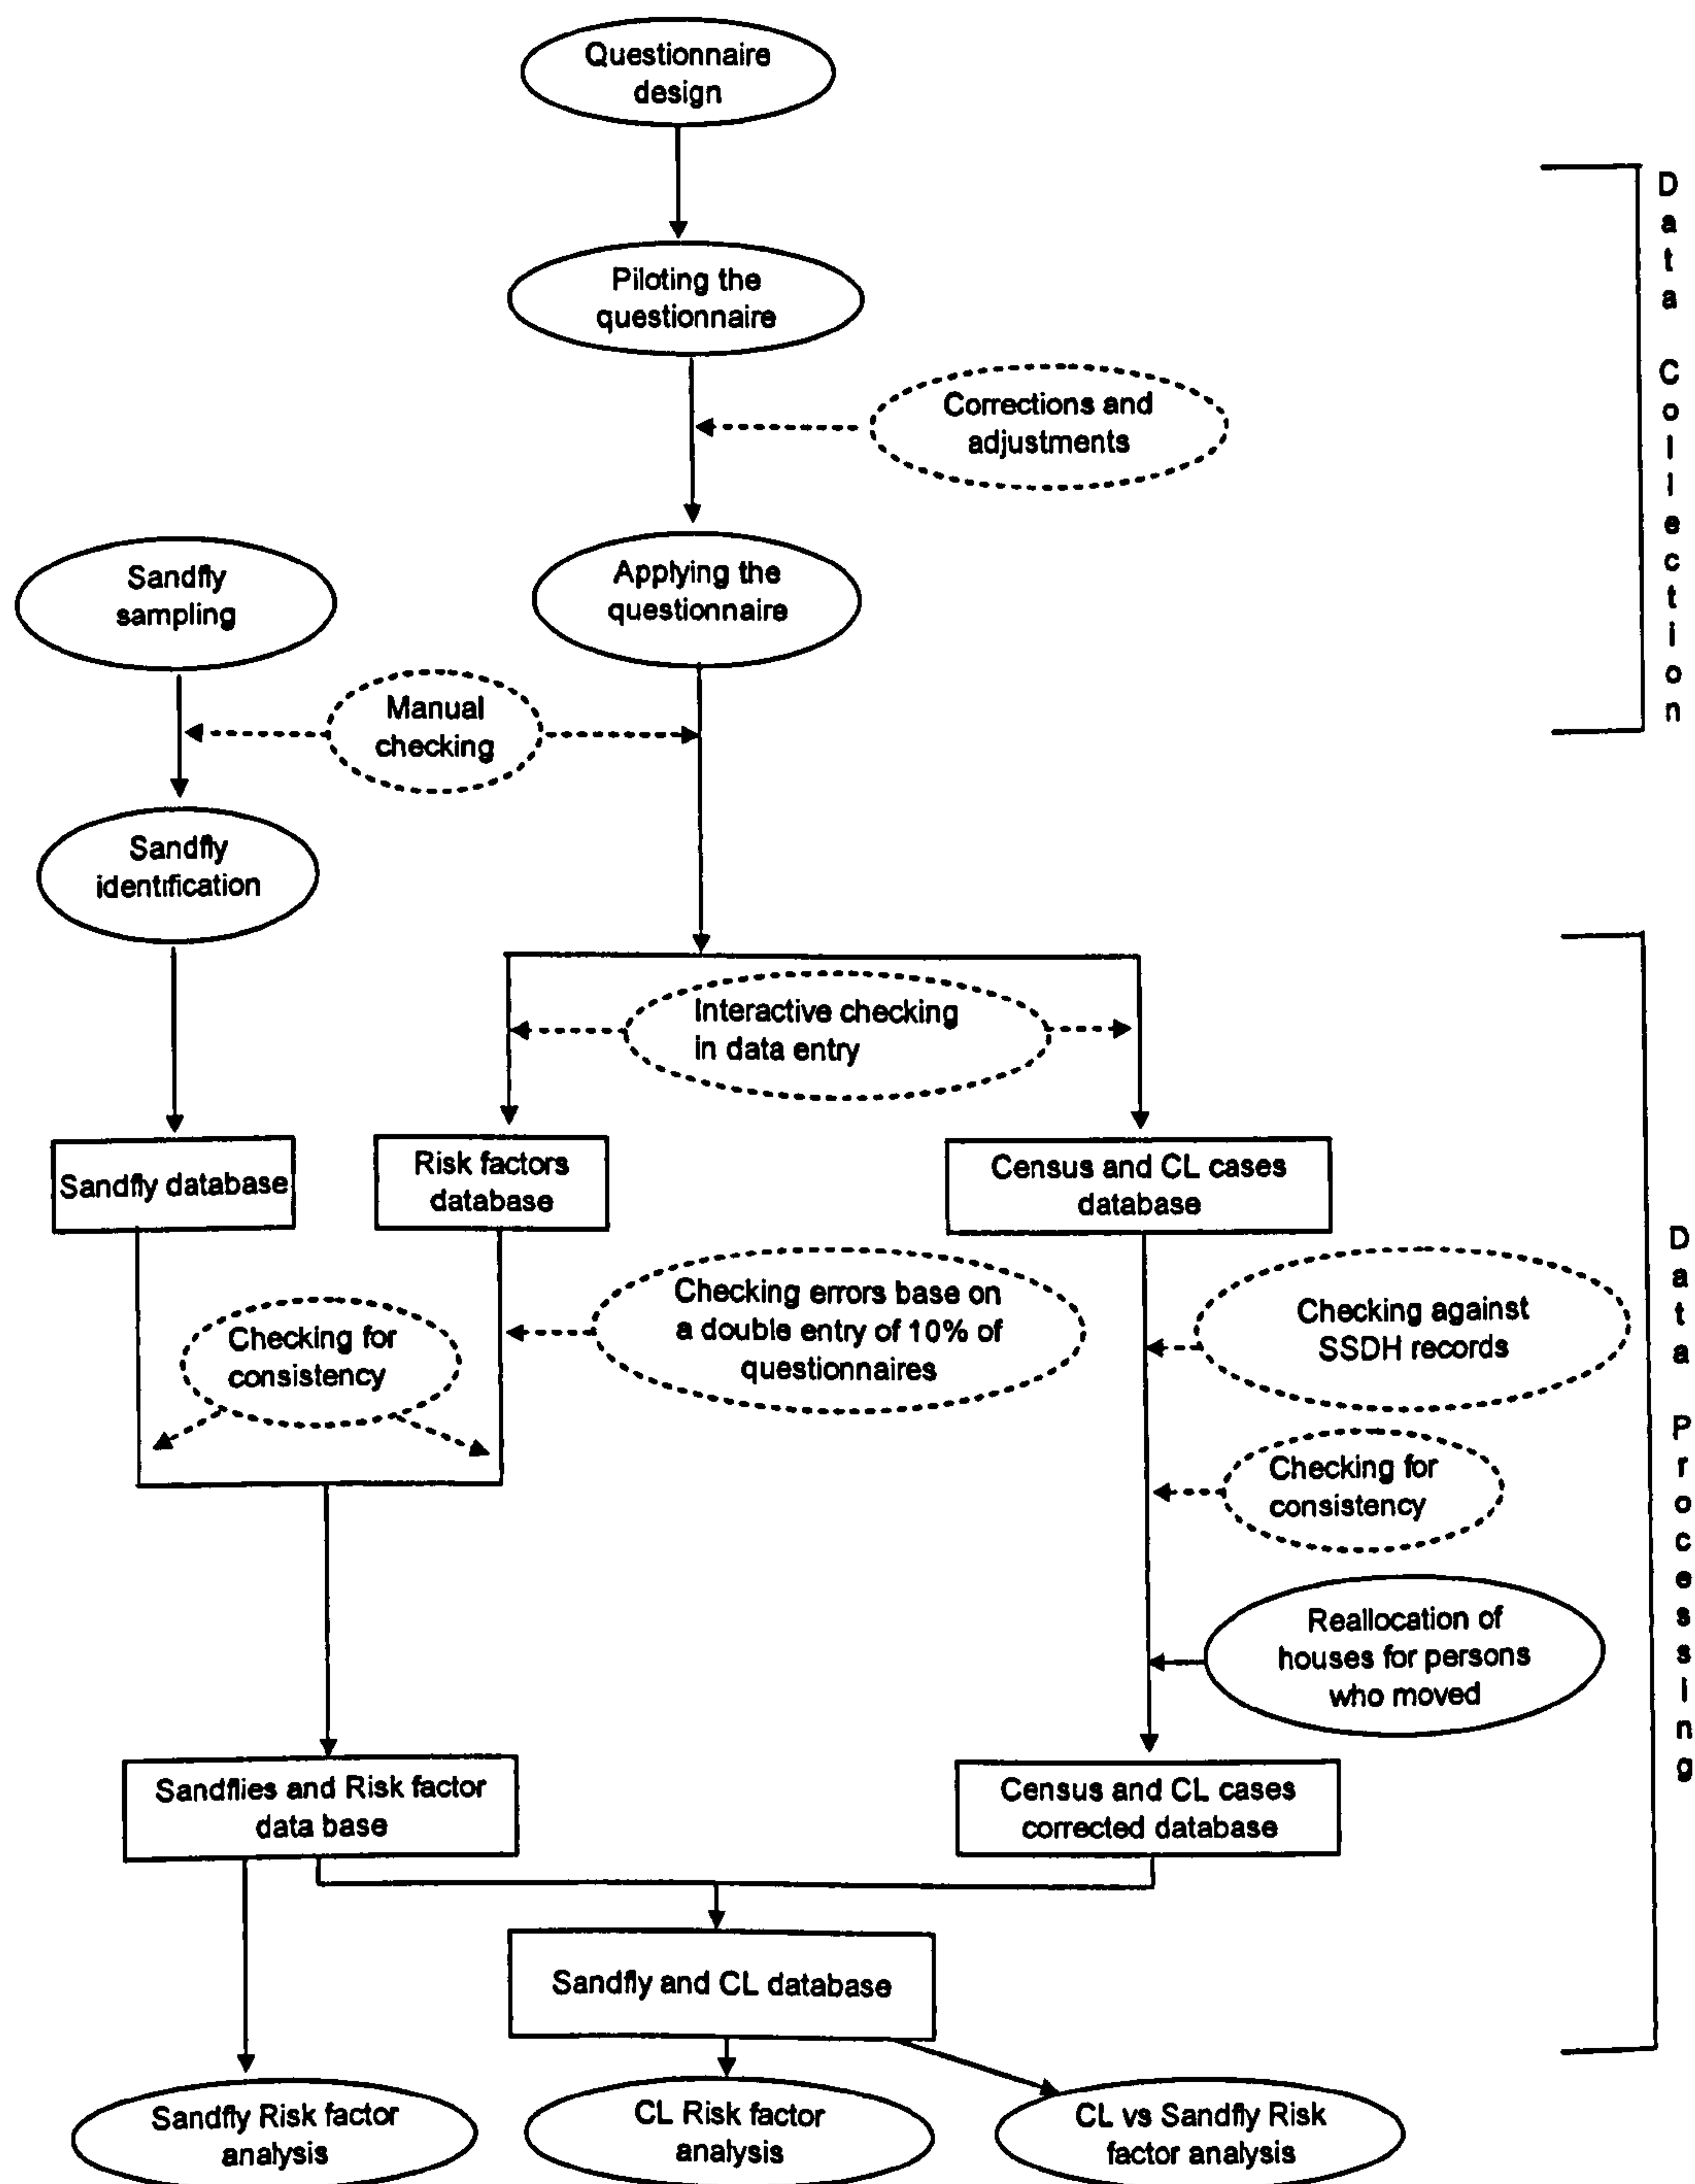 Questionnaire
design
Piloting the
questionnaire
Corrections and
adjustments
Data Collection
Sandfly
sampling
Applying the
questionnaire
Manual
checking
Sandfly
identification
Interactive checking
in data entry
Sandfly database
Risk factors
database
Census and CL cases
database
Data Processing
Checking for
consistency
Checking errors base on
a double entry of 10% of
questionnaires
Checking against
SSDH records
Checking for
consistency
Reallocation of
houses for persons
who moved
Sandflies and Risk factor
data base
Census and CL cases
corrected database
Sandfly and CL database
Sandfly Risk factor
analysis
CL Risk factor
analysis
CL vs Sandfly Risk
factor analysis